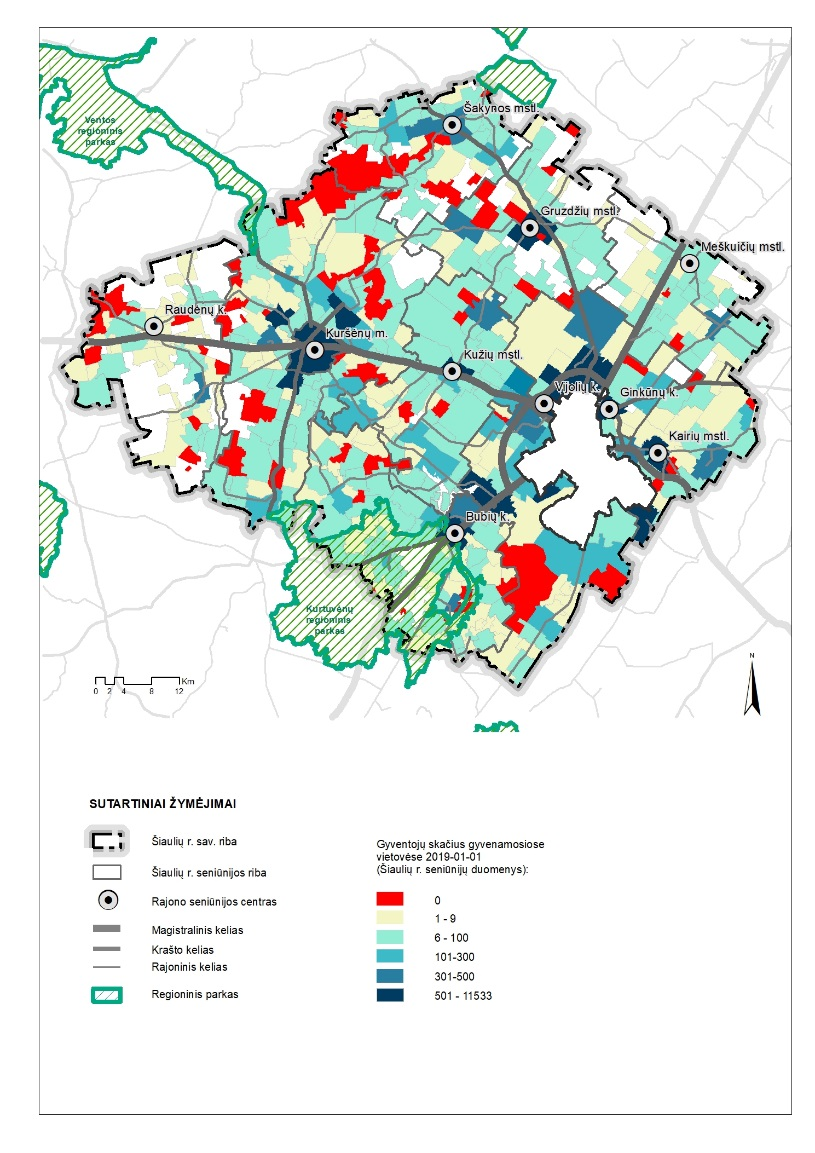 Šakynos mstl.
Ventos
regioninis
parkas
Gruzdžių mstl.
Meškuičių mstl.
Raudėnų k.
Kuršėnų m.
Kužių mstl.
Vijolių k.
Ginkūnų k.
Kairių mstl.
Bubių k.
Kurtuvėnų
regioninis
parkas
Km
0 2 4 8 12
N
SUTARTINIAI ŽYMĖJIMAI
Šiaulių r. sav. riba
Šiaulių r. seniūnijos riba
Rajono seniūnijos centras
Magistralinis kelias
Krašto kelias
Rajoninis kelias
Regioninis parkas
Gyventojų skačius gyvenamosiose
vietovėse 2019-01-01
(Šiaulių r. seniūnijų duomenys):
0
1 - 9
6 - 100
101-300
301-500
501 - 11533